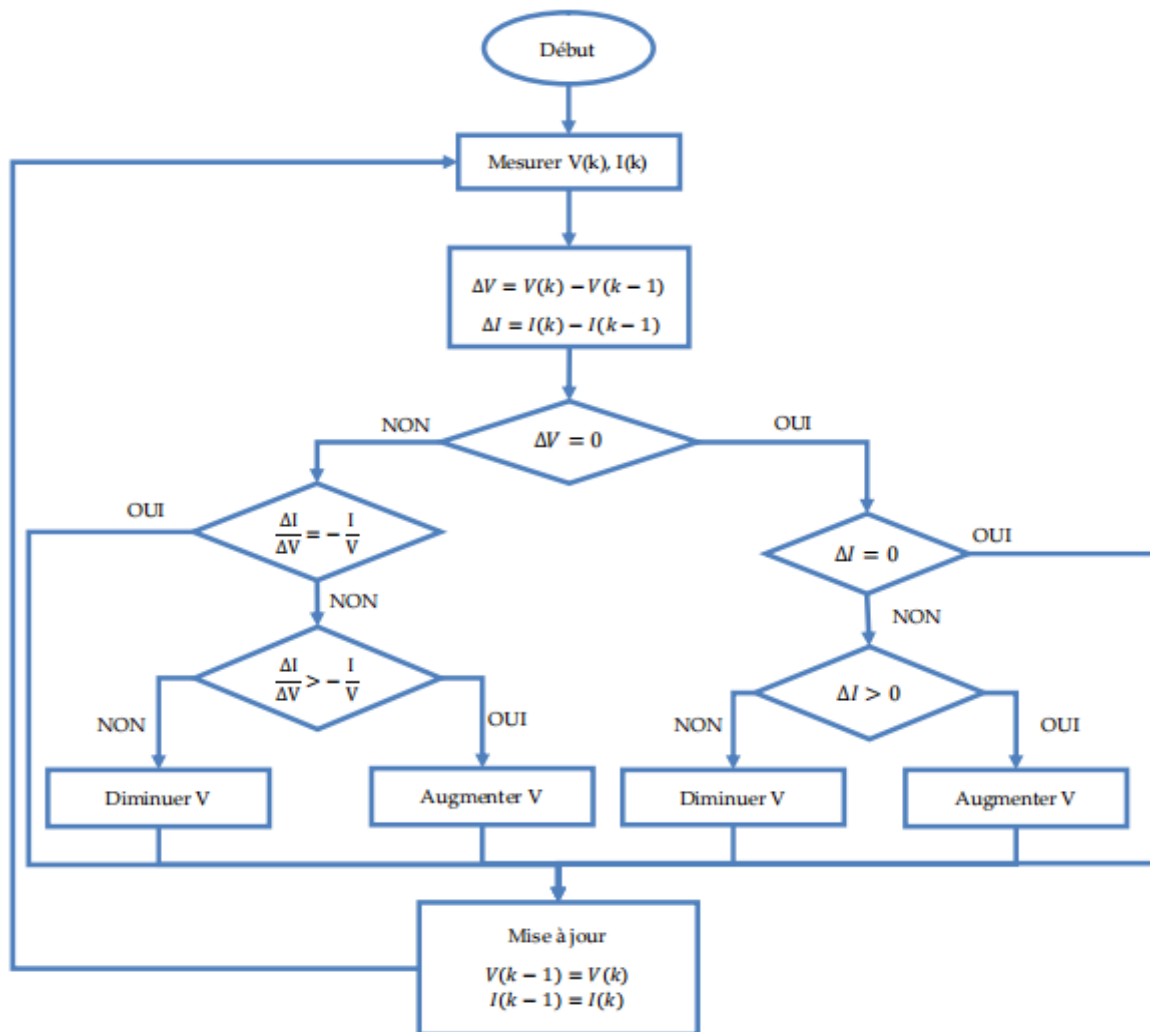 Début
Mesurer V(k), I(k)
ΔV = V(k) − V(k − 1)
ΔI = I(k) − I(k − 1)
NON
ΔV = 0
OUI
OUI
ΔI/ΔV = − I/V
ΔI = 0
OUI
NON
NON
ΔI/ΔV > − I/V
ΔI > 0
NON
OUI
NON
OUI
Diminuer V
Augmenter V
Diminuer V
Augmenter V
Mise à jour
V(k − 1) = V(k)
I(k − 1) = I(k)